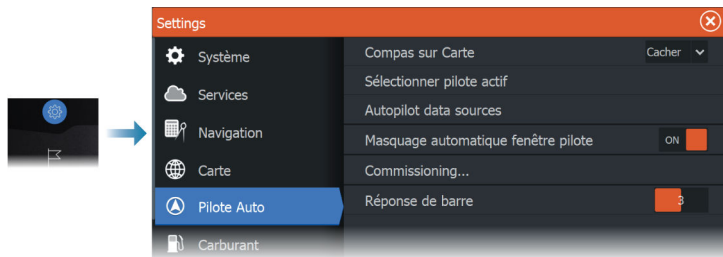 Settings
Système
Services
Navigation
Carte
Pilote Auto
Carburant
Compas sur Carte Cacher
Sélectionner pilote actif
Autopilot data sources
Masquage automatique fenêtre pilote ON
Commissioning...
Réponse de barre 3